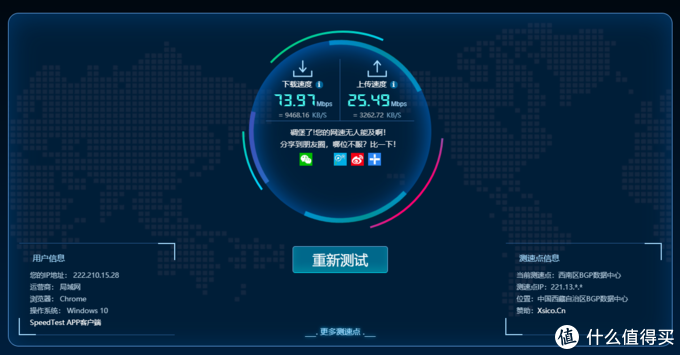 下载速度
上传速度
73.97 Mbps
25.49 Mbps
= 9468.16 KB/S
= 3262.72 KB/S
碉堡了!您的网速无人能及啊!
分享到朋友圈,哪位不服?比一下!
重新测试
用户信息
您的IP地址: 222.210.15.28
运营商: 局域网
浏览器: Chrome
操作系统: Windows 10
SpeedTest APP客户端
测速点信息
当前测速点: 西南区BGP数据中心
测速点IP: 221.13.*.*
位置: 中国西藏自治区BGP数据中心
赞助: Xsico.Cn
更多测速点
值 什么值得买